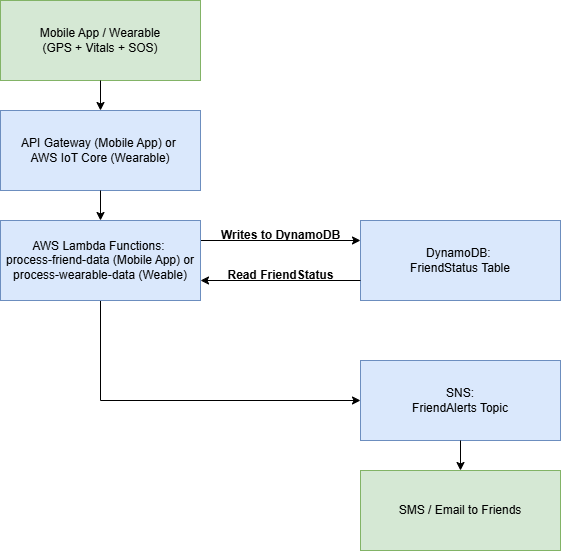 Mobile App / Wearable
(GPS + Vitals + SOS)
API Gateway (Mobile App) or
AWS IoT Core (Wearable)
AWS Lambda Functions:
process-friend-data (Mobile App) or
process-wearable-data (Weable)
Writes to DynamoDB
Read FriendStatus
DynamoDB:
FriendStatus Table
SNS:
FriendAlerts Topic
SMS / Email to Friends